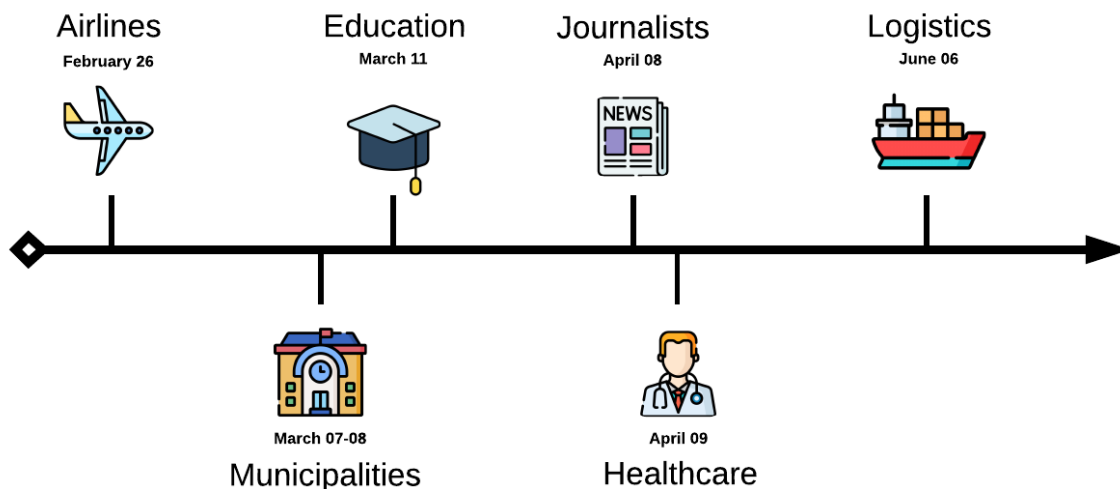 Airlines
February 26
Education
March 11
Journalists
April 08
Logistics
June 06
NEWS
March 07-08
Municipalities
April 09
Healthcare